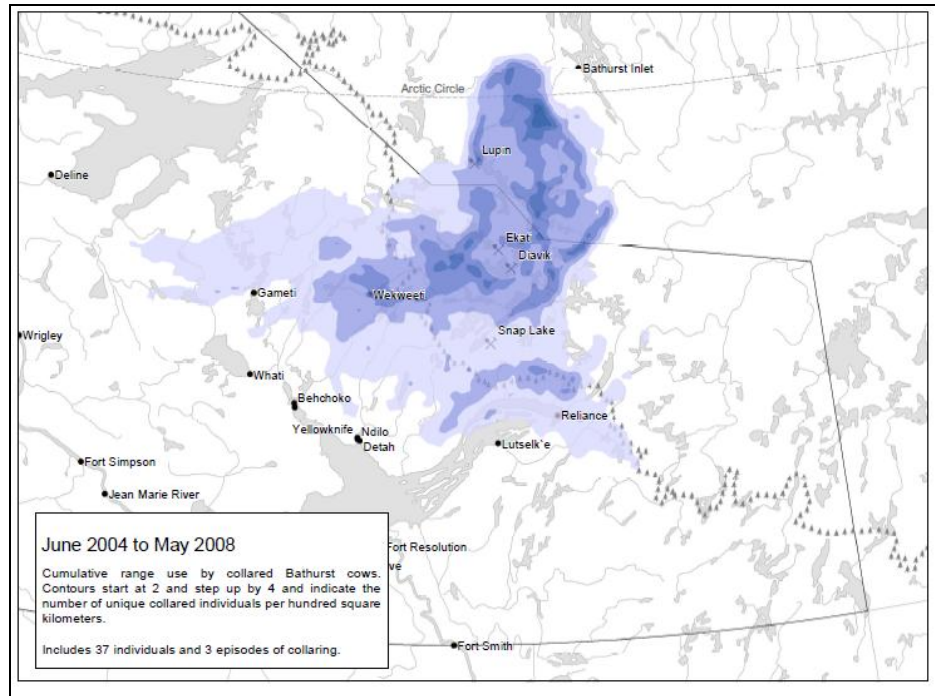 Bathurst Inlet
Arctic Circle
Lupin
Deline
Ekati
Diavik
Gameti
Wekweeti
Wrigley
Snap Lake
Whati
Behchoko
Reliance
Yellowknife
Ndilo
Detah
Lutselk`e
Fort Simpson
Jean Marie River
June 2004 to May 2008
Fort Resolution
Cumulative range use by collared Bathurst cows.
Contours start at 2 and step up by 4 and indicate the
number of unique collared individuals per hundred square
kilometers.
Includes 37 individuals and 3 episodes of collaring.
Fort Smith